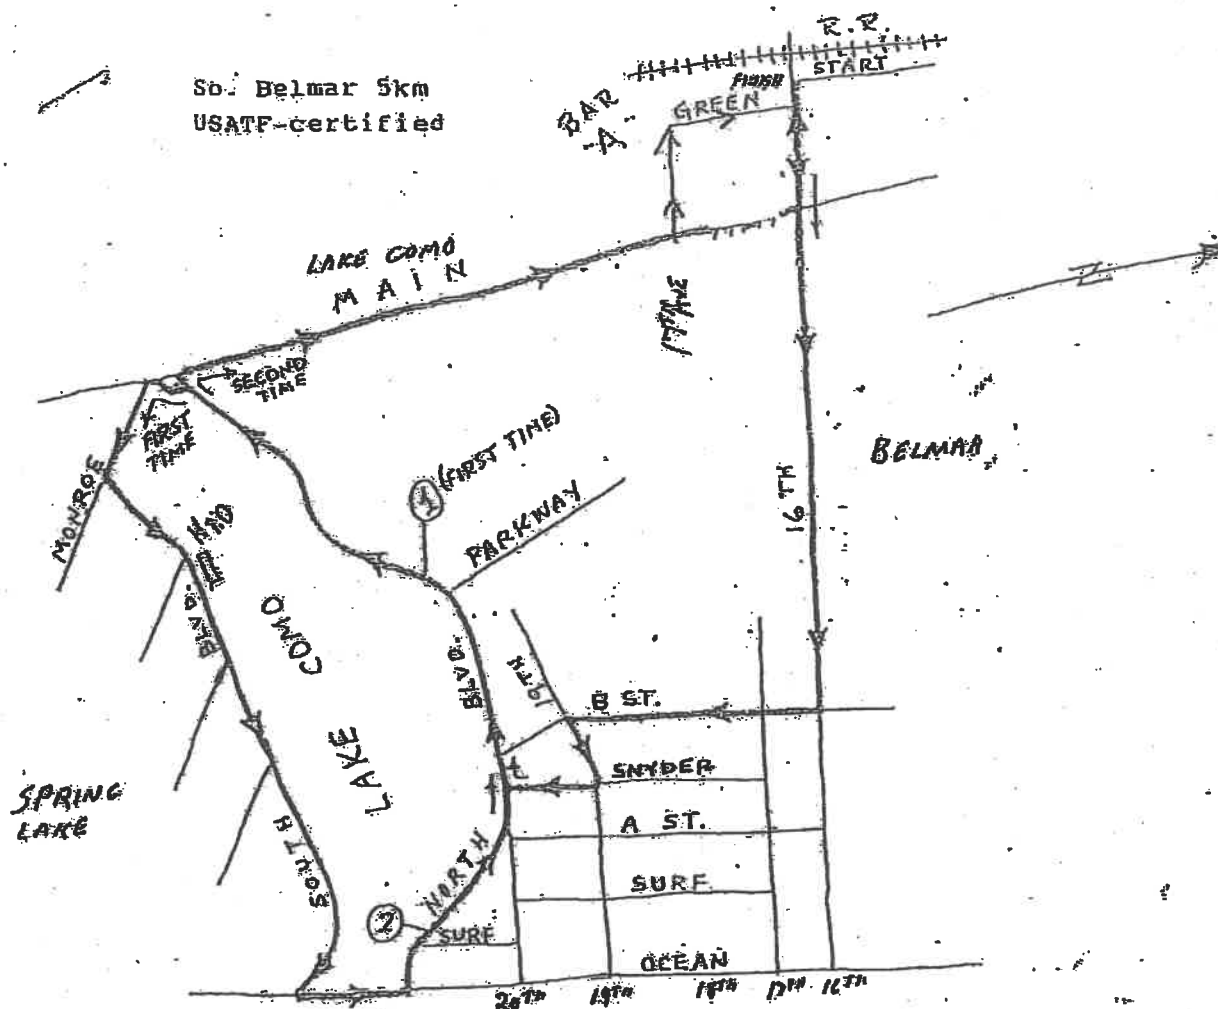 R.R.
So. Belmar 5km
USATF-certified
FINISH
START
BAR
A
GREEN
LAKE COMO
MAIN
17TH AVE
SECOND
TIME
FIRST
TIME
1 (FIRST TIME)
BELMAR
MONROE
PARKWAY
16TH
BLVD.
LAKE COMO
BLVD.
19TH
B ST.
SPRING
LAKE
SNYDER
A ST.
SOUTH
NORTH
SURF
2
SURF
OCEAN
20TH
19TH
18TH
17TH
16TH